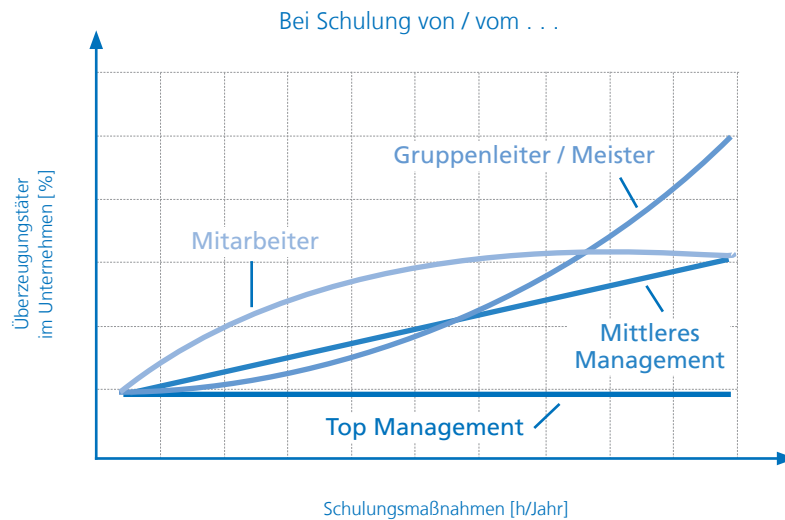 Bei Schulung von / vom . . .
Überzeugungstäter
im Unternehmen [%]
Gruppenleiter / Meister
Mitarbeiter
Mittleres
Management
Top Management
Schulungsmaßnahmen [h/Jahr]